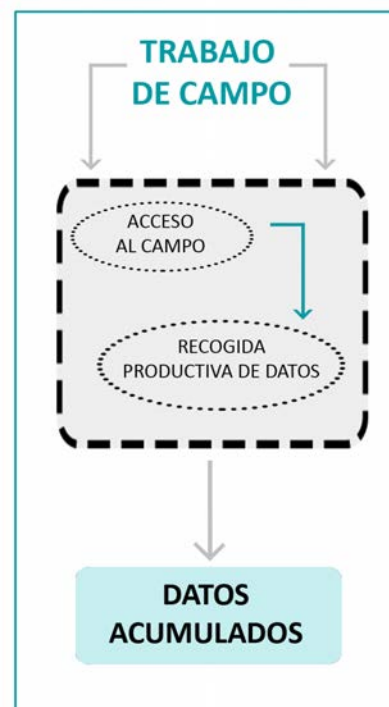 TRABAJO
DE CAMPO
ACCESO
AL CAMPO
RECOGIDA
PRODUCTIVA DE DATOS
DATOS
ACUMULADOS